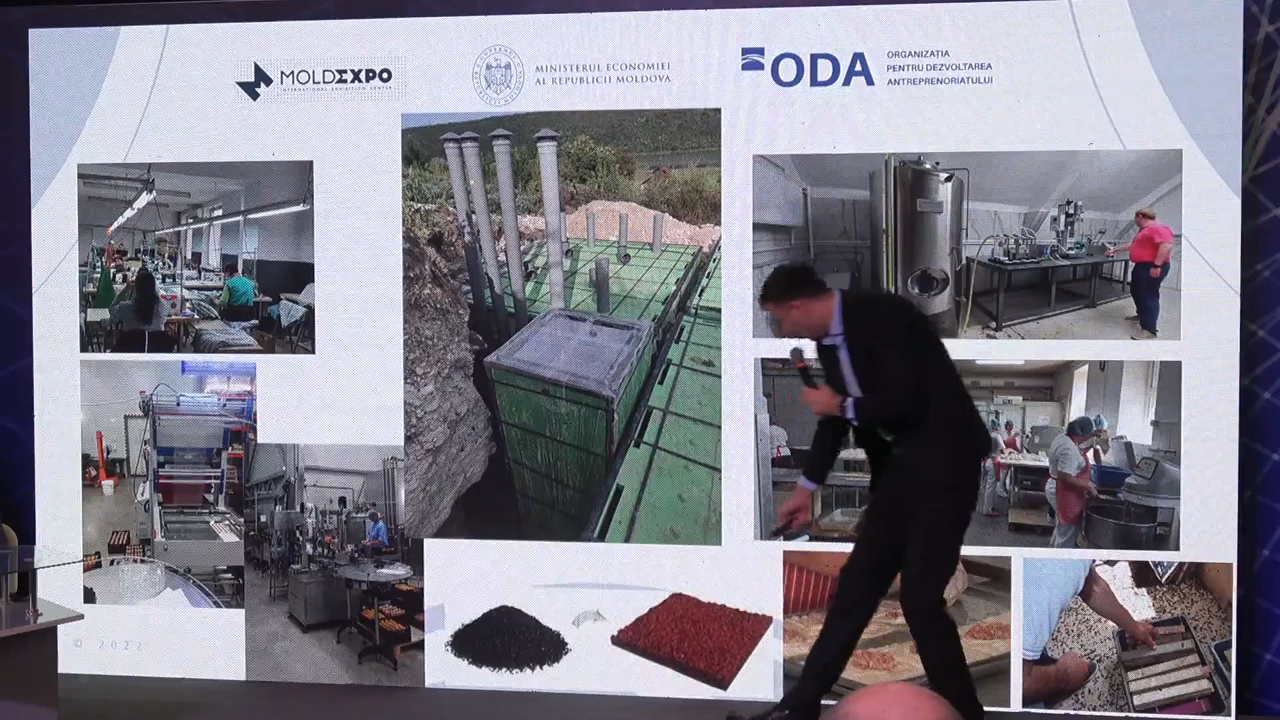 MOLDEXPO
INTERNATIONAL EXHIBITION CENTER
MINISTERUL ECONOMIEI
AL REPUBLICII MOLDOVA
ODA
ORGANIZAȚIA
PENTRU DEZVOLTAREA
ANTREPRENORIATULUI
© 2022